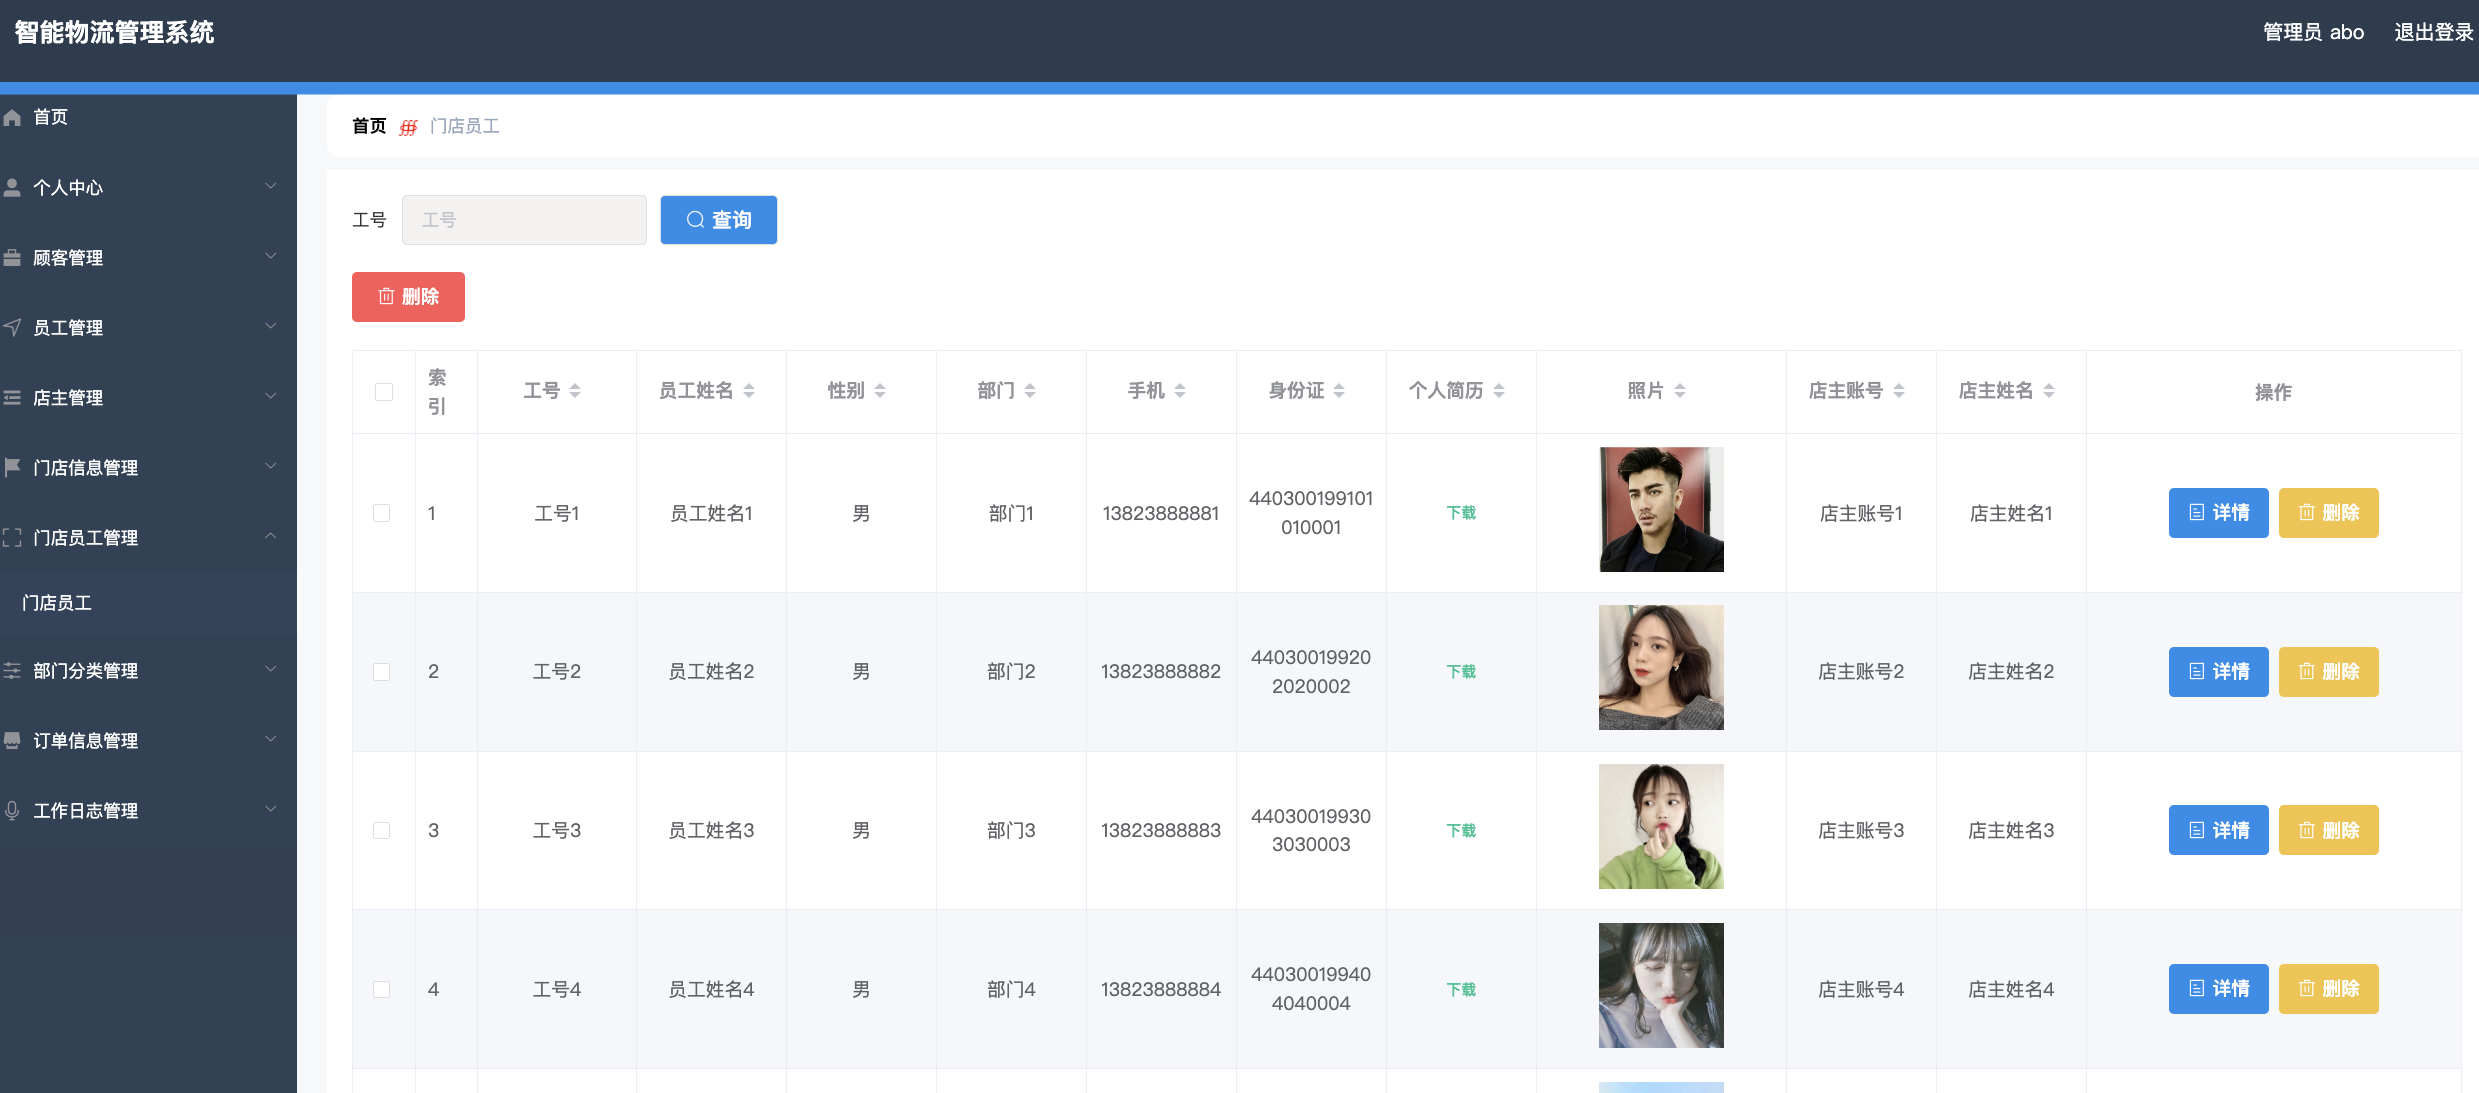 智能物流管理系统
管理员 abo 退出登录
首页
个人中心
顾客管理
员工管理
店主管理
门店信息管理
门店员工管理
门店员工
部门分类管理
订单信息管理
工作日志管理
首页 门店员工
工号 工号 查询
删除
索引 工号 员工姓名 性别 部门 手机 身份证 个人简历 照片 店主账号 店主姓名 操作
1 工号1 员工姓名1 男 部门1 13823888881 440300199101010001 下载 店主账号1 店主姓名1 详情 删除
2 工号2 员工姓名2 男 部门2 13823888882 440300199202020002 下载 店主账号2 店主姓名2 详情 删除
3 工号3 员工姓名3 男 部门3 13823888883 440300199303030003 下载 店主账号3 店主姓名3 详情 删除
4 工号4 员工姓名4 男 部门4 13823888884 440300199404040004 下载 店主账号4 店主姓名4 详情 删除